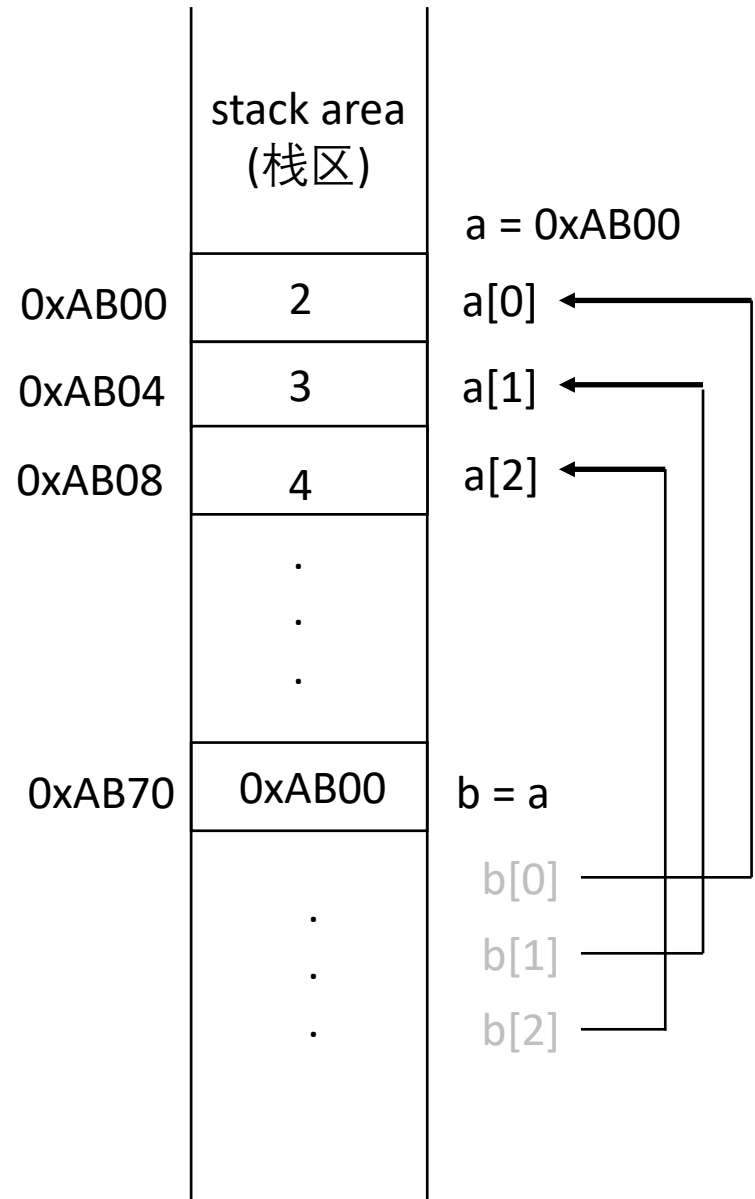 stack area
(栈区)
a = 0xAB00
0xAB00 2 a[0]
0xAB04 3 a[1]
0xAB08 4 a[2]
.
.
.
0xAB70 0xAB00 b = a
b[0]
.
b[1]
.
b[2]
.